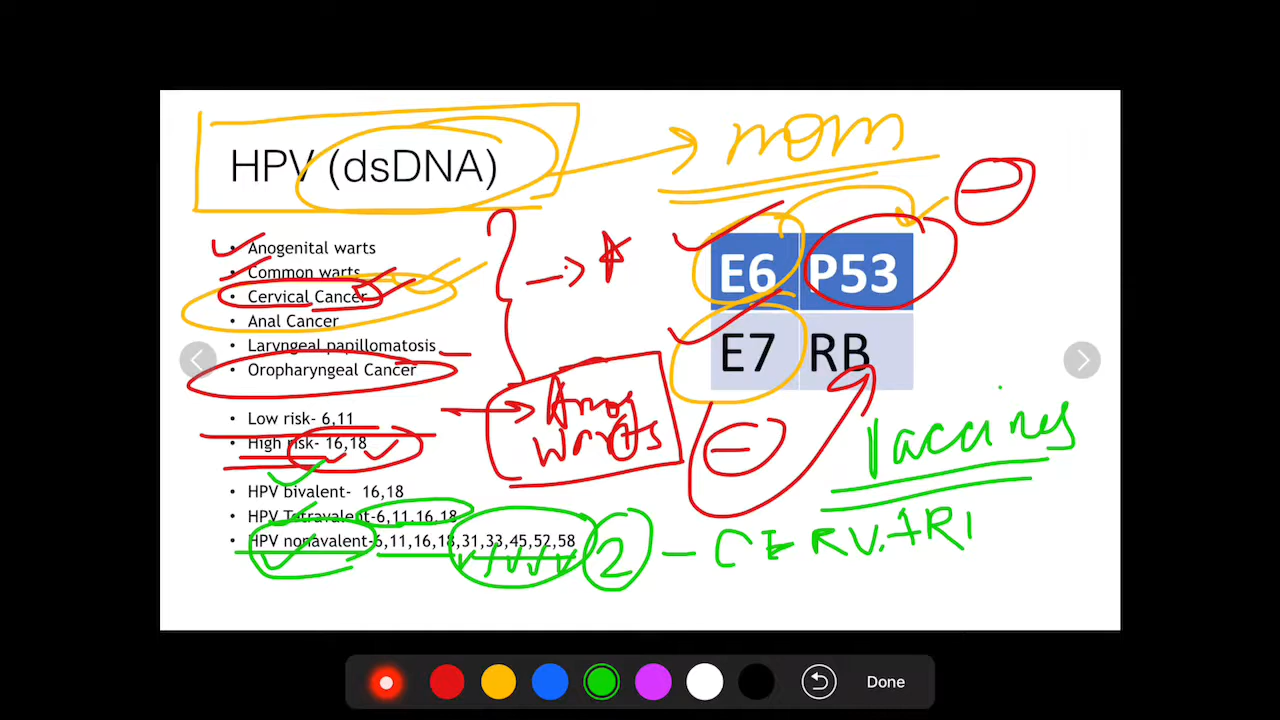 HPV (dsDNA)
E6 P53
E7 RB
• Anogenital warts
• Common warts
• Cervical Cancer
• Anal Cancer
• Laryngeal papillomatosis
• Oropharyngeal Cancer
• Low risk- 6,11
• High risk- 16,18
• HPV bivalent- 16,18
• HPV Tetravalent-6,11,16,18
• HPV nonavalent-6,11,16,18,31,33,45,52,58
warts
Vaccines
2 - CERVARI
Done